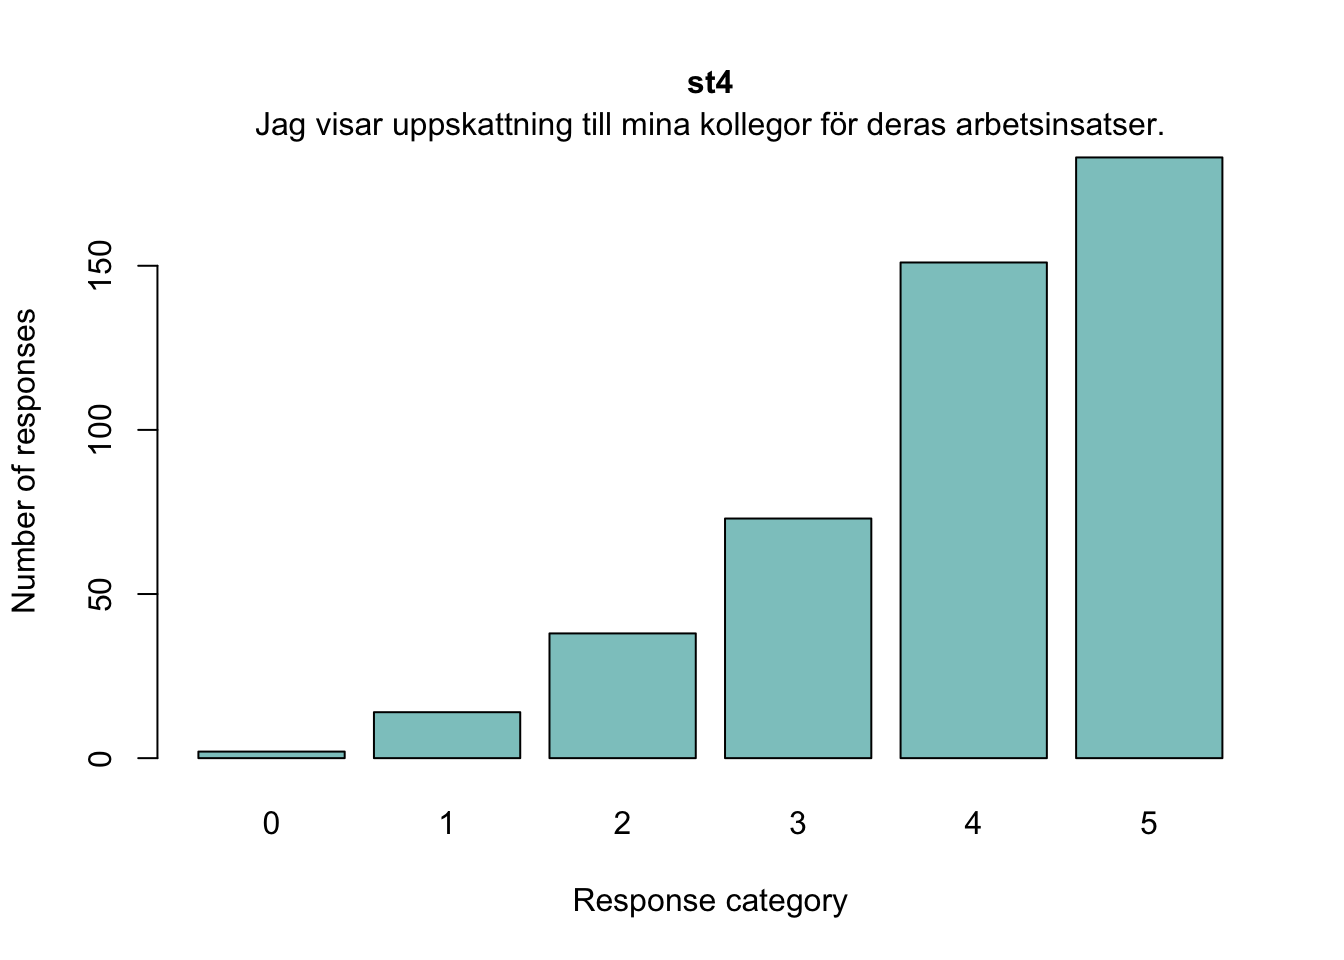 st4
Jag visar uppskattning till mina kollegor för deras arbetsinsatser.
Number of responses
150
100
50
0
0 1 2 3 4 5
Response category